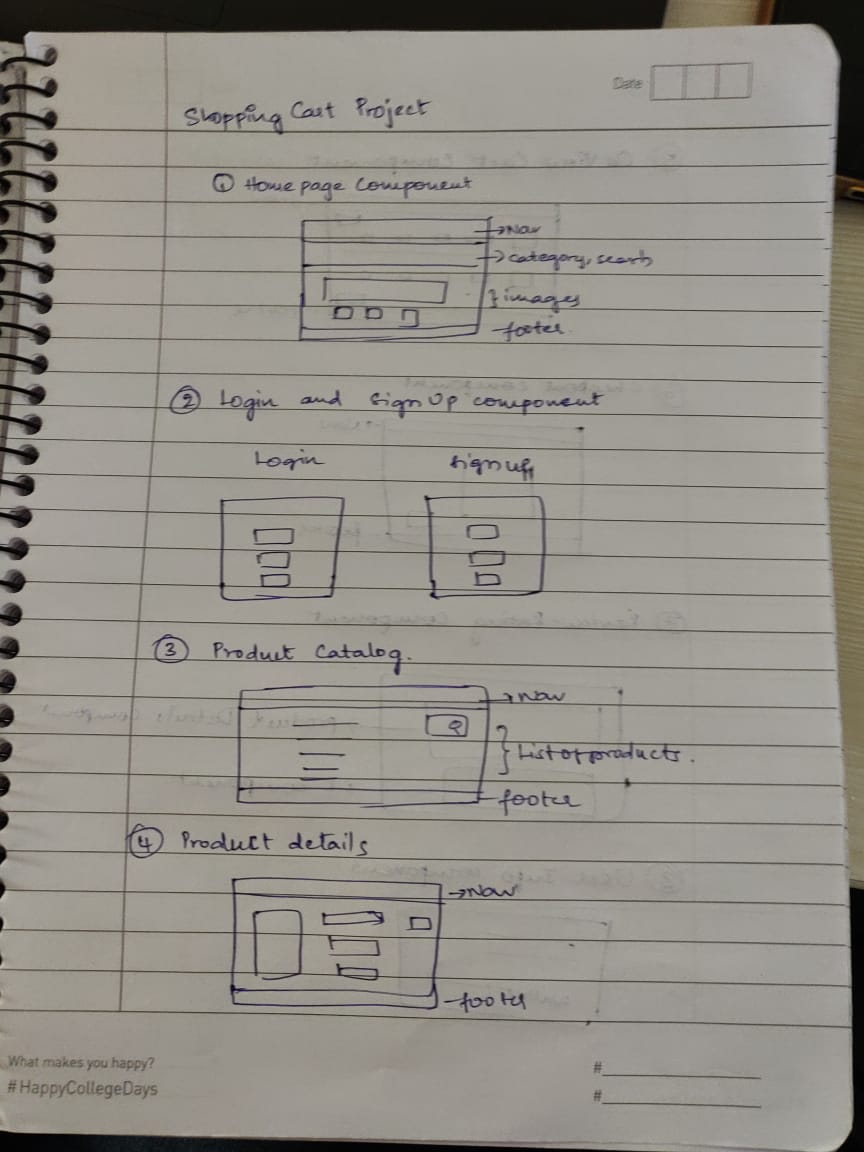 Date
Shopping Cart Project
① Home page Component
→ Nav
→ category, search
} images
- footer.
② Login and Sign Up component
Login    Sign up
③ Product Catalog.
→ nav
} List of products.
- footer
④ Product details
→ Nav
- footer
What makes you happy?
#HappyCollegeDays
#
#